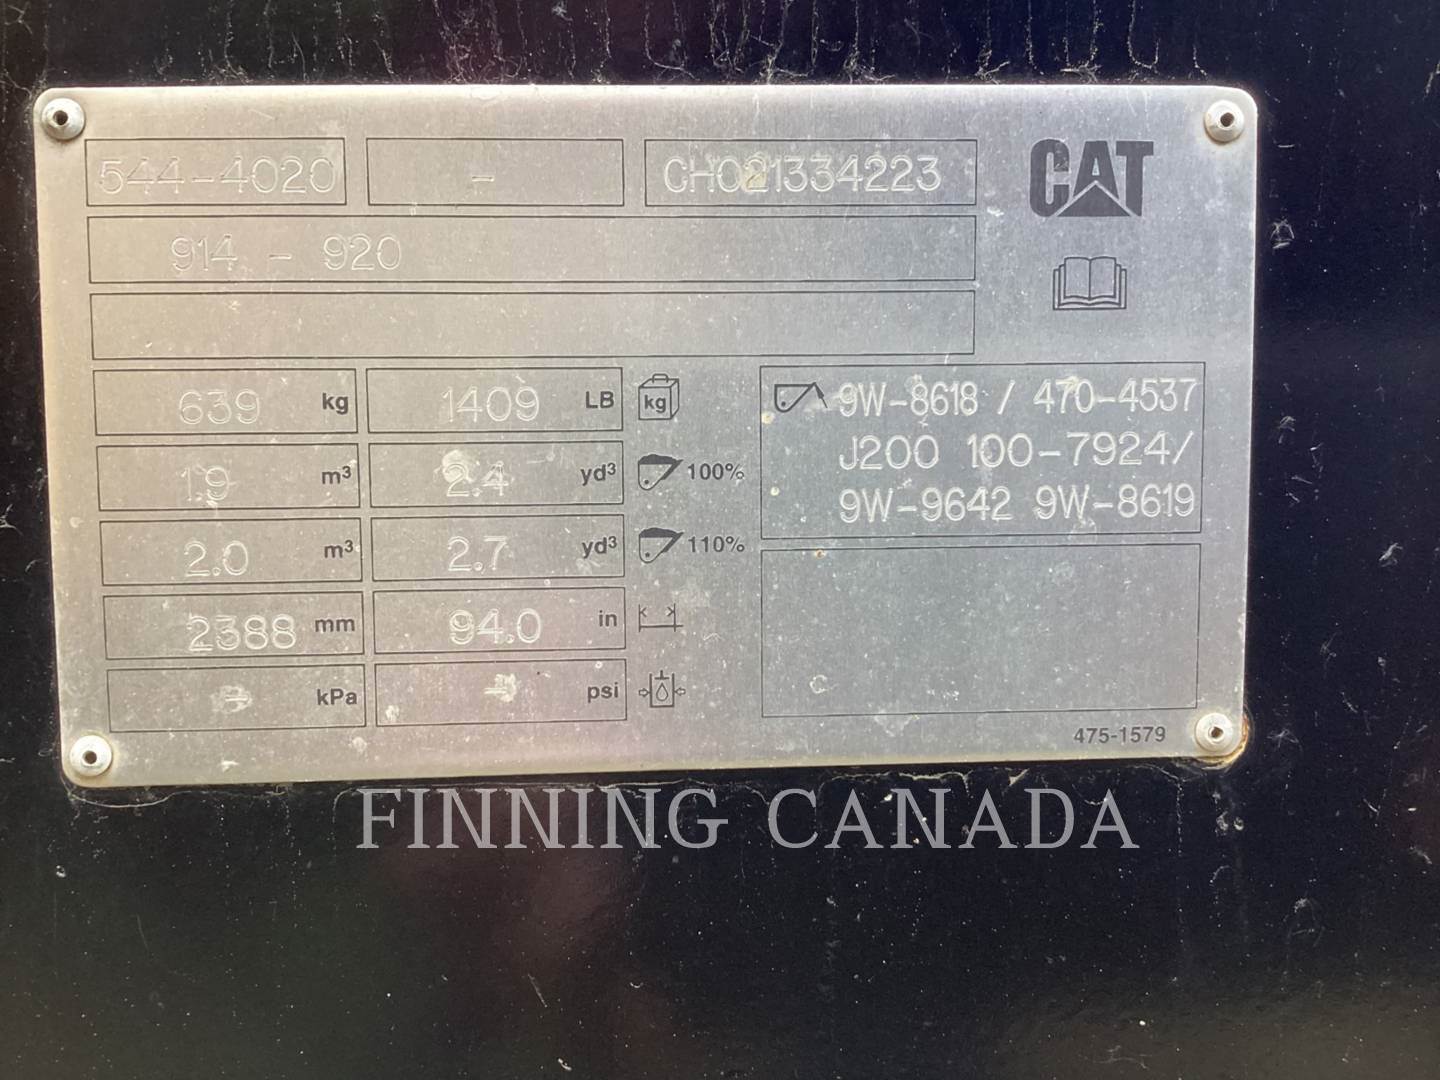 544-4020 - CH021334223 CAT
914 - 920
639 kg 1409 LB kg 9W-8618 / 470-4537
J200 100-7924/
1.9 m³ 2.4 yd³ 100%
9W-9642 9W-8619
2.0 m³ 2.7 yd³ 110%
2388 mm 94.0 in
- kPa - psi
475-1579
FINNING CANADA